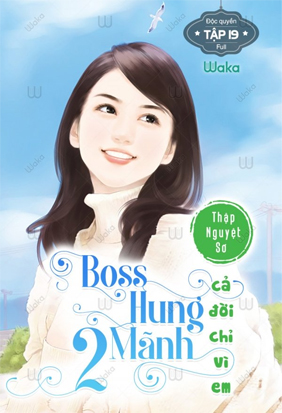 Độc quyền
TẬP 19
Full
Waka
Thập
Nguyệt
Sơ
Boss
Hung
2 Mãnh
cả
đời
chỉ
vì
em